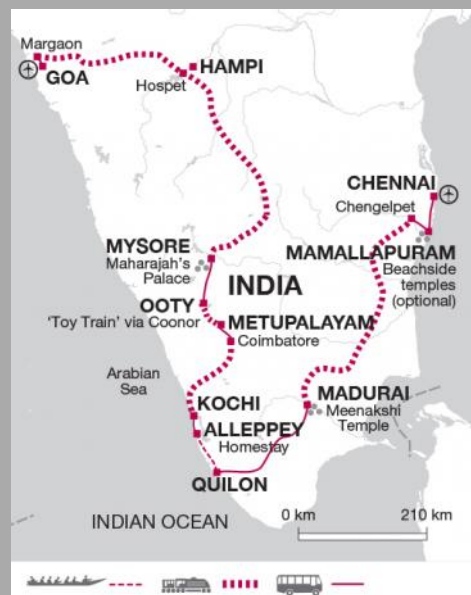 Margaon
GOA
HAMPI
Hospet
CHENNAI
Chengelpet
MYSORE
Maharajah's
Palace
INDIA
MAMALLAPURAM
Beachside
temples
(optional)
OOTY
'Toy Train' via Coonor
METUPALAYAM
Coimbatore
Arabian
Sea
KOCHI
ALLEPPEY
Homestay
MADURAI
Meenakshi
Temple
QUILON
INDIAN OCEAN
0 km
210 km